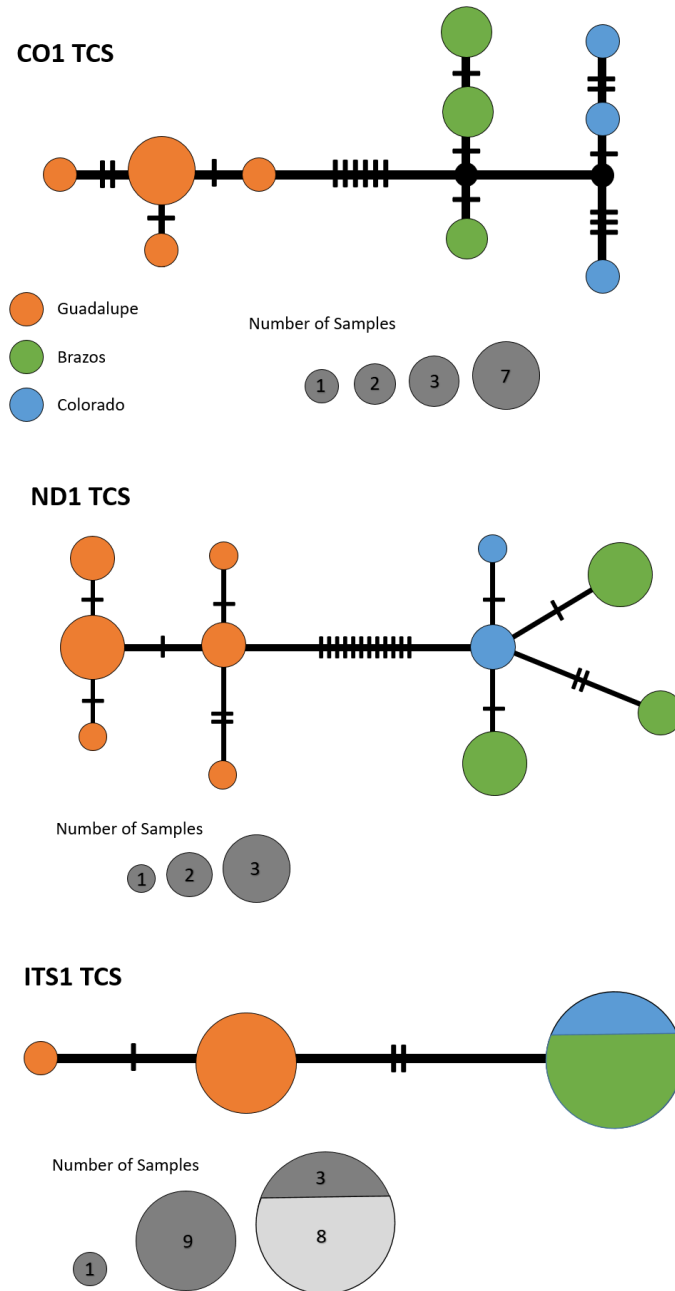 CO1 TCS
Guadalupe
Brazos
Colorado
Number of Samples
1 2 3 7
ND1 TCS
Number of Samples
1 2 3
ITS1 TCS
Number of Samples
3
1 9 8